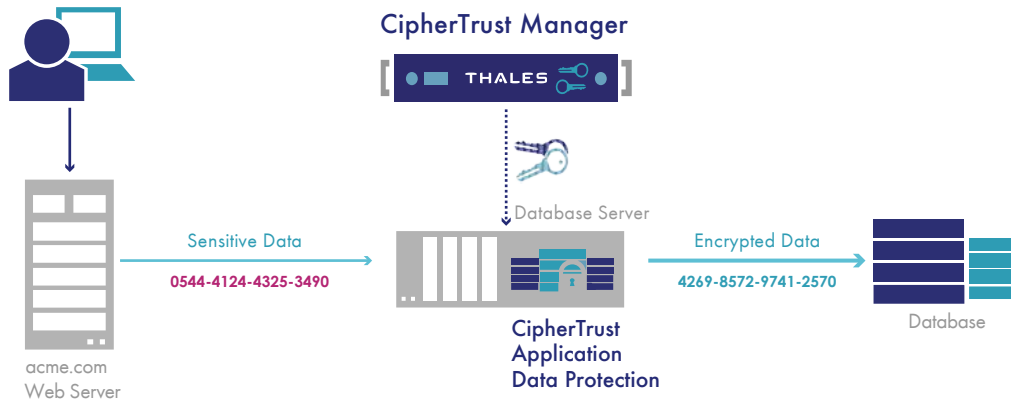 CipherTrust Manager
THALES
Database Server
Sensitive Data
0544-4124-4325-3490
Encrypted Data
4269-8572-9741-2570
CipherTrust
Application
Data Protection
Database
acme.com
Web Server